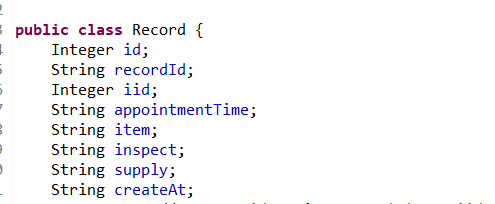 public class Record {
Integer id;
String recordId;
Integer iid;
String appointmentTime;
String item;
String inspect;
String supply;
String createAt;